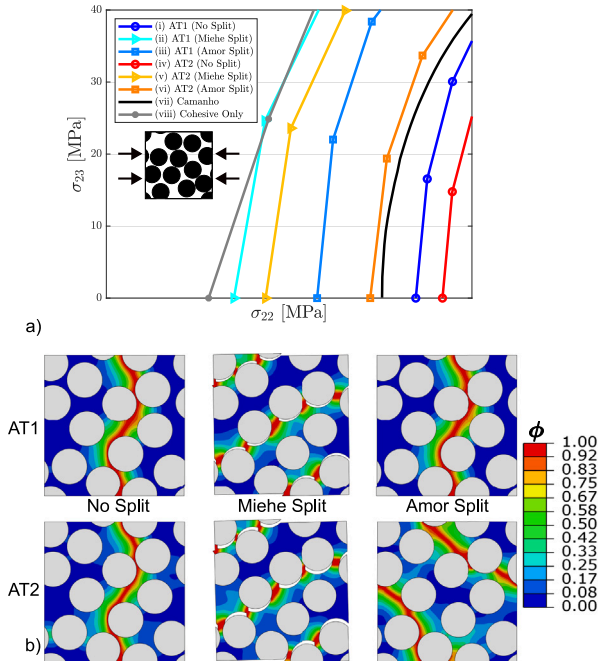 40
30
20
10
0
σ23 [MPa]
(i) AT1 (No Split)
(ii) AT1 (Miehe Split)
(iii) AT1 (Amor Split)
(iv) AT2 (No Split)
(v) AT2 (Miehe Split)
(vi) AT2 (Amor Split)
(vii) Camanho
(viii) Cohesive Only
σ22 [MPa]
a)
AT1
No Split
Miehe Split
Amor Split
AT2
b)
ϕ
1.00
0.92
0.83
0.75
0.67
0.58
0.50
0.42
0.33
0.25
0.17
0.08
0.00